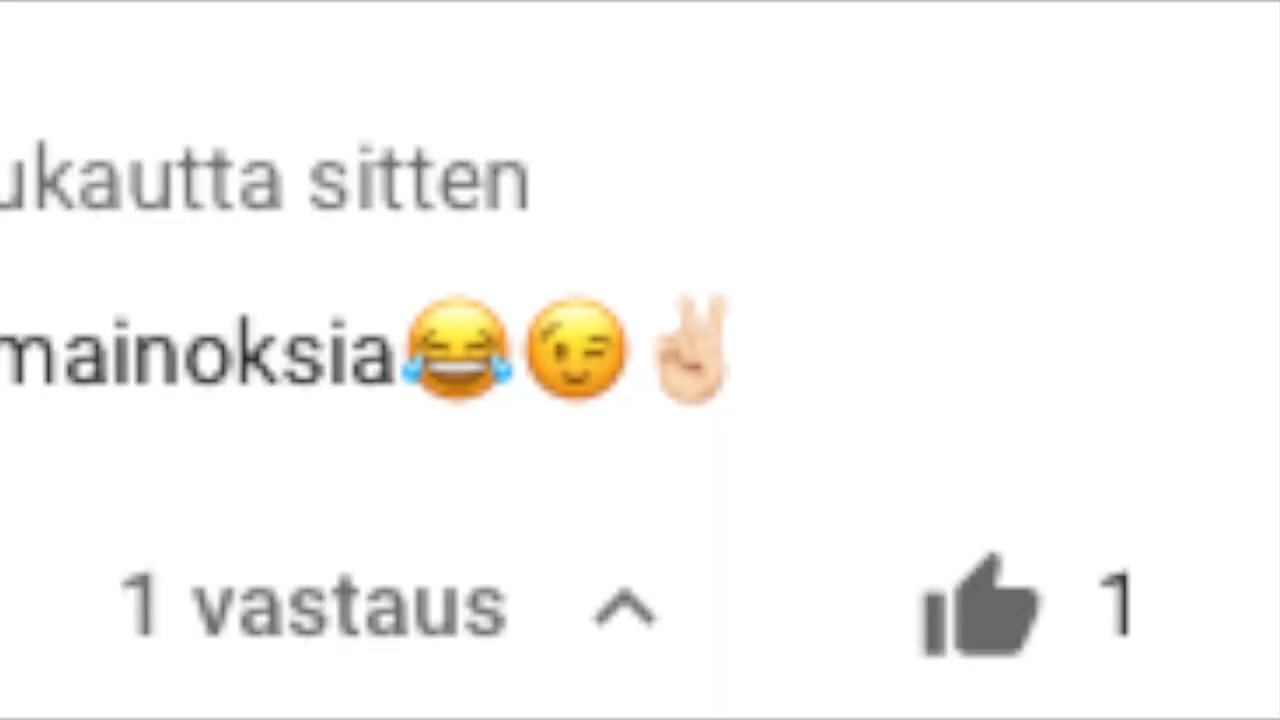 ukautta sitten
mainoksia😂😉✌🏻
1 vastaus
1